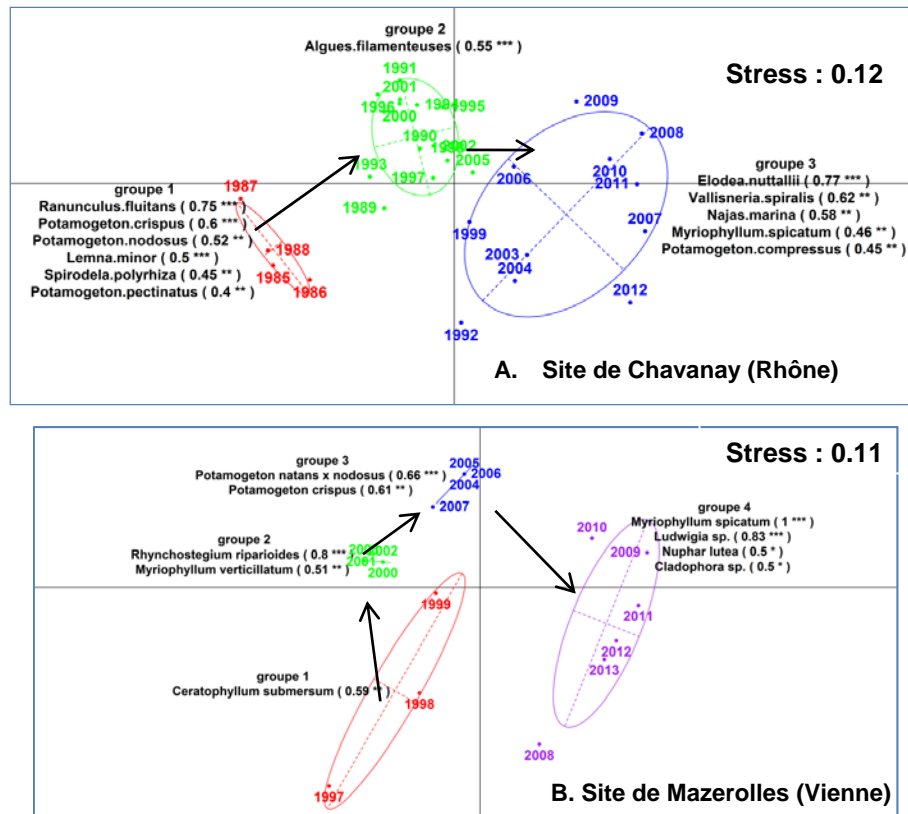 groupe 2
Algues.filamenteuses ( 0.55 *** )
Stress : 0.12
1991
2001
1996
1994
1995
2000
2009
2008
1990
1998
2002
2005
1993
1997
2006
2010
2011
groupe 3
Elodea.nuttallii ( 0.77 *** )
Vallisneria.spiralis ( 0.62 ** )
Najas.marina ( 0.58 ** )
Myriophyllum.spicatum ( 0.46 ** )
Potamogeton.compressus ( 0.45 ** )
groupe 1
Ranunculus.fluitans ( 0.75 *** )
Potamogeton.crispus ( 0.6 *** )
Potamogeton.nodosus ( 0.52 ** )
Lemna.minor ( 0.5 *** )
Spirodela.polyrhiza ( 0.45 ** )
Potamogeton.pectinatus ( 0.4 ** )
1987
1989
1988
1985
1986
1999
2007
2003
2004
2012
1992
A. Site de Chavanay (Rhône)
Stress : 0.11
groupe 3
Potamogeton natans x nodosus ( 0.66 *** )
Potamogeton crispus ( 0.61 ** )
2005
2006
2004
2007
groupe 4
Myriophyllum spicatum ( 1 *** )
Ludwigia sp. ( 0.83 *** )
Nuphar lutea ( 0.5 * )
Cladophora sp. ( 0.5 * )
2010
2009
groupe 2
Rhynchostegium riparioides ( 0.8 *** )
Myriophyllum verticillatum ( 0.51 ** )
2002
2001
2000
1999
2011
2012
2013
groupe 1
Ceratophyllum submersum ( 0.59 ** )
1998
2008
1997
B. Site de Mazerolles (Vienne)